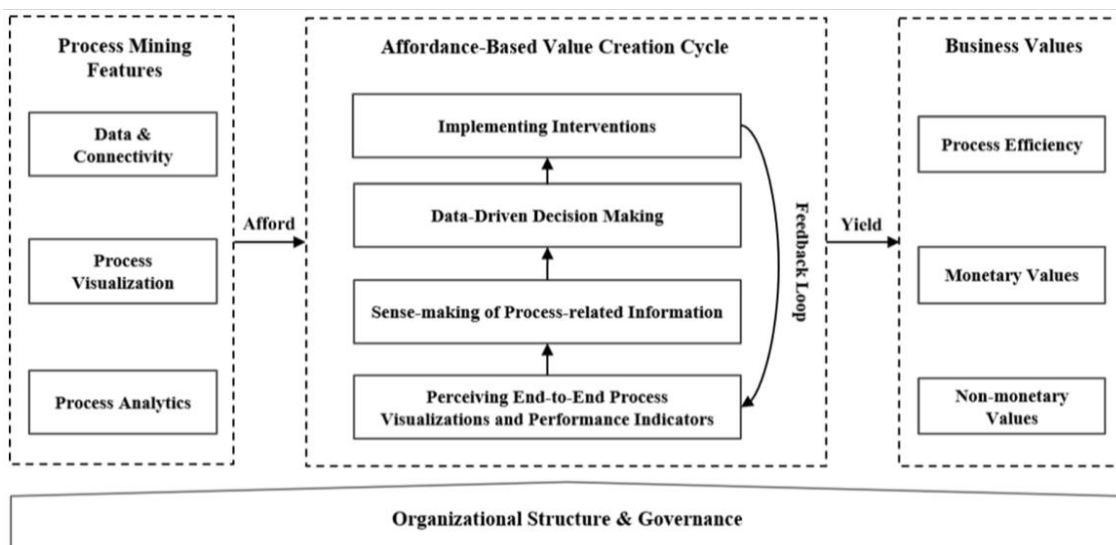 Process Mining
Features
Data &
Connectivity
Process
Visualization
Process Analytics
Afford
Affordance-Based Value Creation Cycle
Implementing Interventions
Data-Driven Decision Making
Sense-making of Process-related Information
Perceiving End-to-End Process
Visualizations and Performance Indicators
Feedback Loop
Yield
Business Values
Process Efficiency
Monetary Values
Non-monetary
Values
Organizational Structure & Governance